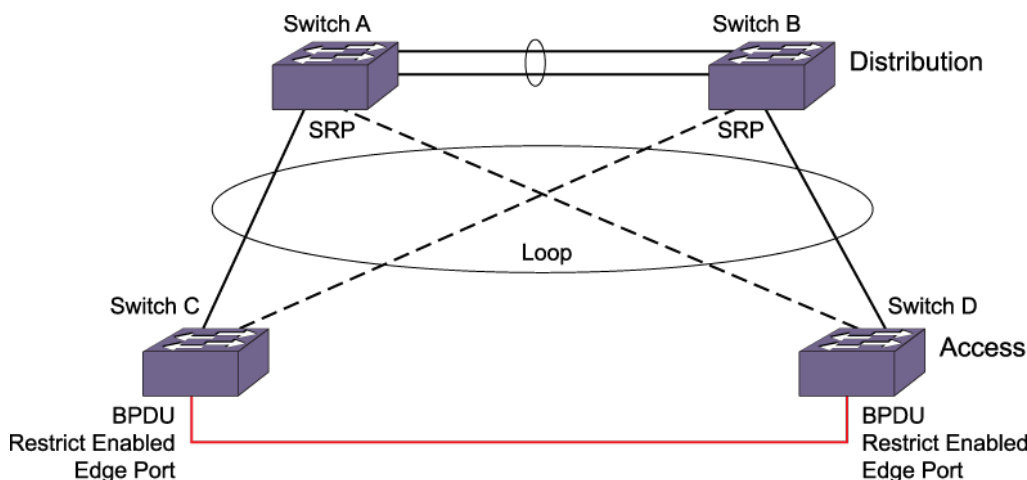 Switch A
Switch B
Distribution
SRP
SRP
Loop
Switch C
Switch D
Access
BPDU
Restrict Enabled
Edge Port
BPDU
Restrict Enabled
Edge Port